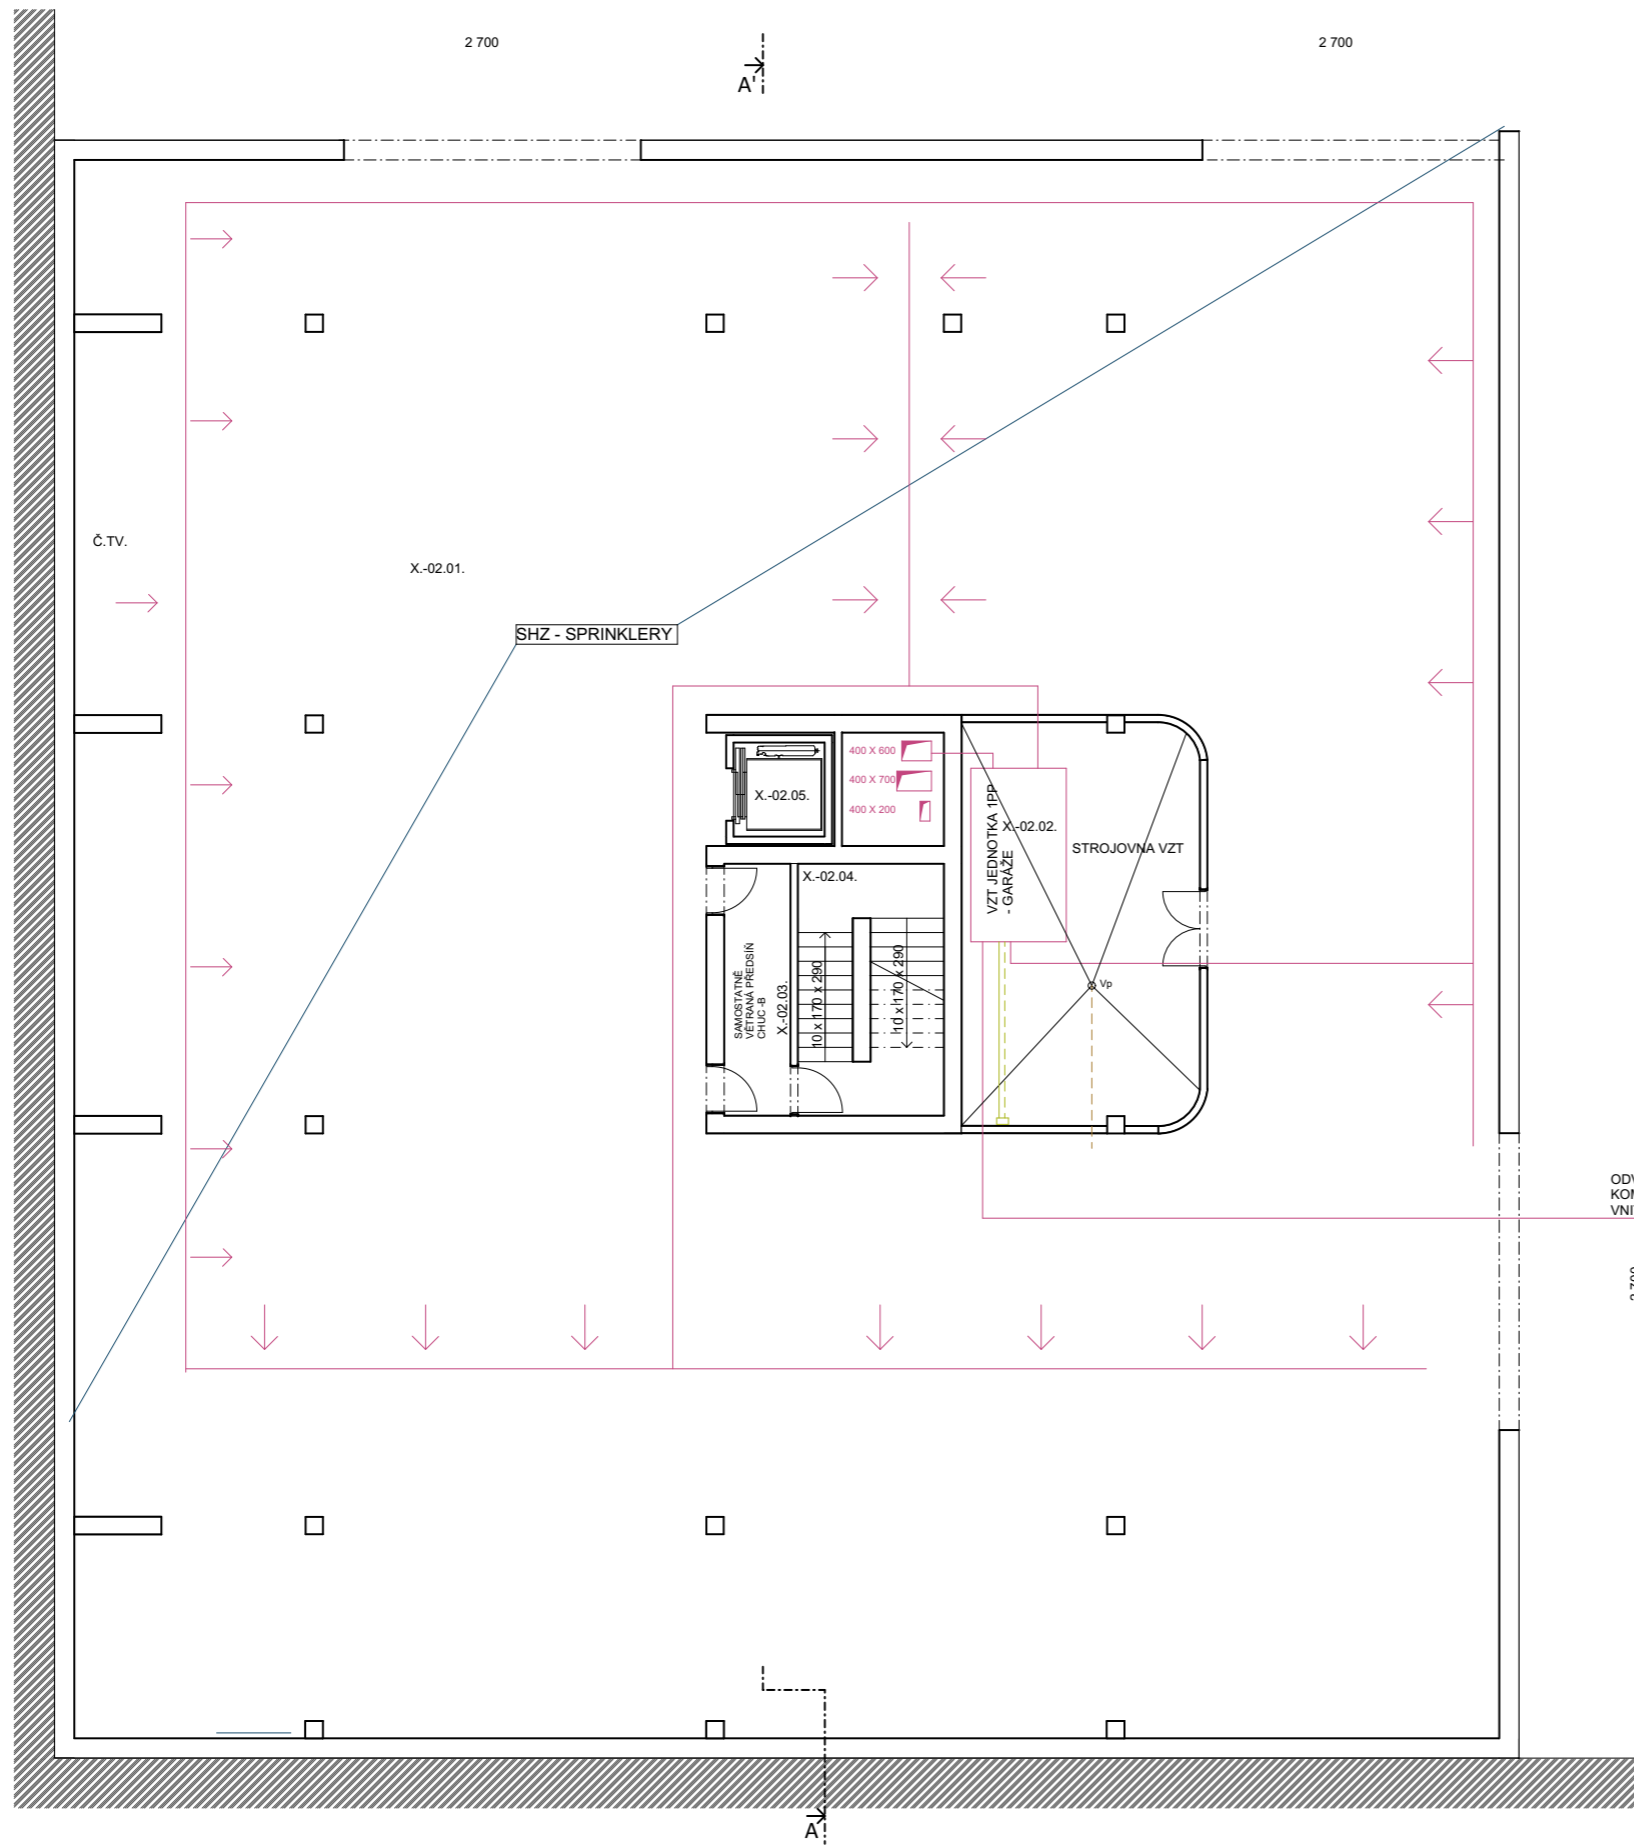 2 700
2 700
A'
Č.TV.
X.-02.01.
SHZ - SPRINKLERY
400 X 600
400 X 700
400 X 200
X.-02.05.
X.-02.02.
VZT JEDNOTKA 1PP
- GARÁŽE
STROJOVNA VZT
X.-02.04.
SAMOSTATNĚ
VĚTRANÁ PŘEDSÍŇ
CHUC -B
X.-02.03.
10 x 170 x 290
10 x 170 x 290
Vp
ODV
KOM
VNI
A